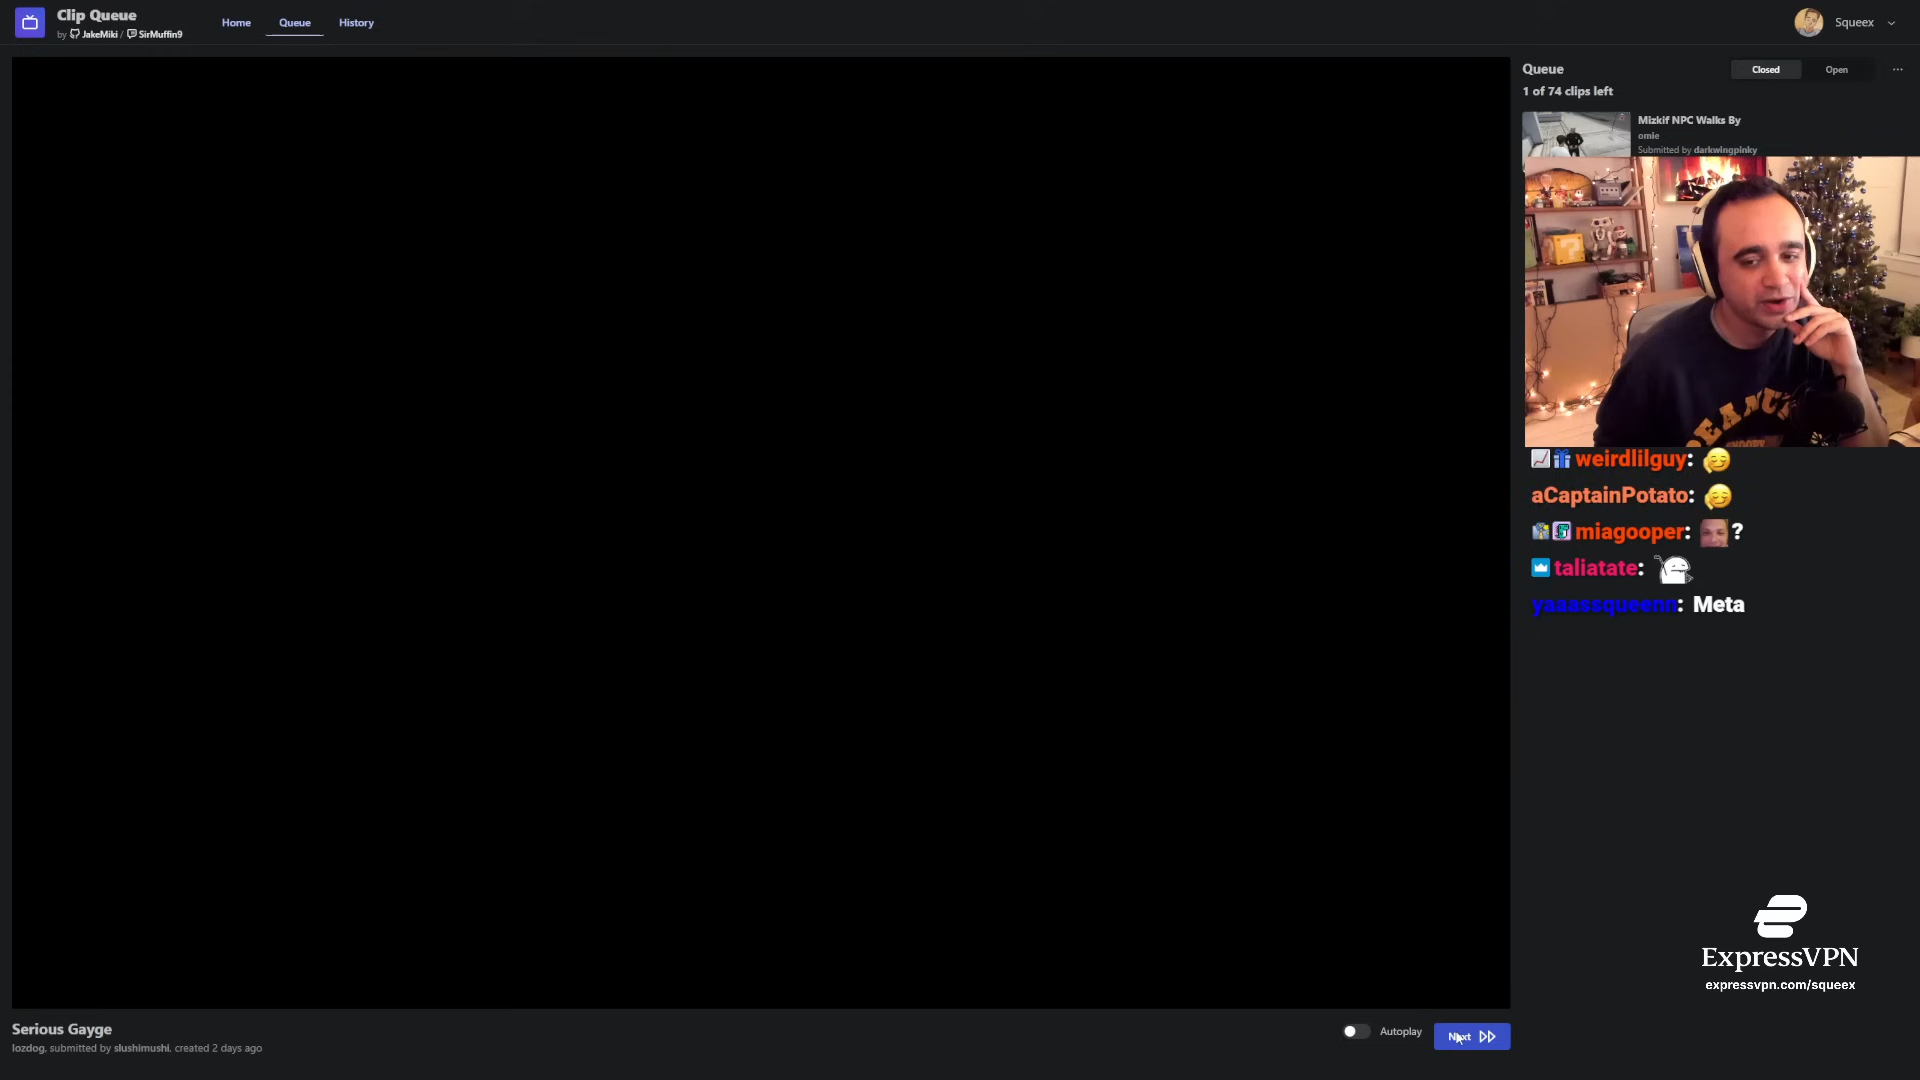 Clip Queue
by JakeMiki / SirMuffin9
Home
Queue
History
Squeex
Queue
Closed
Open
1 of 74 clips left
Mizkif NPC Walks By
omie
Submitted by darkwingpinky
weirdlilguy:
aCaptainPotato:
miagooper: ?
taliatate:
yaaassqueenn: Meta
ExpressVPN
expressvpn.com/squeex
Serious Gayge
lozdog, submitted by slushimushi, created 2 days ago
Autoplay
Next